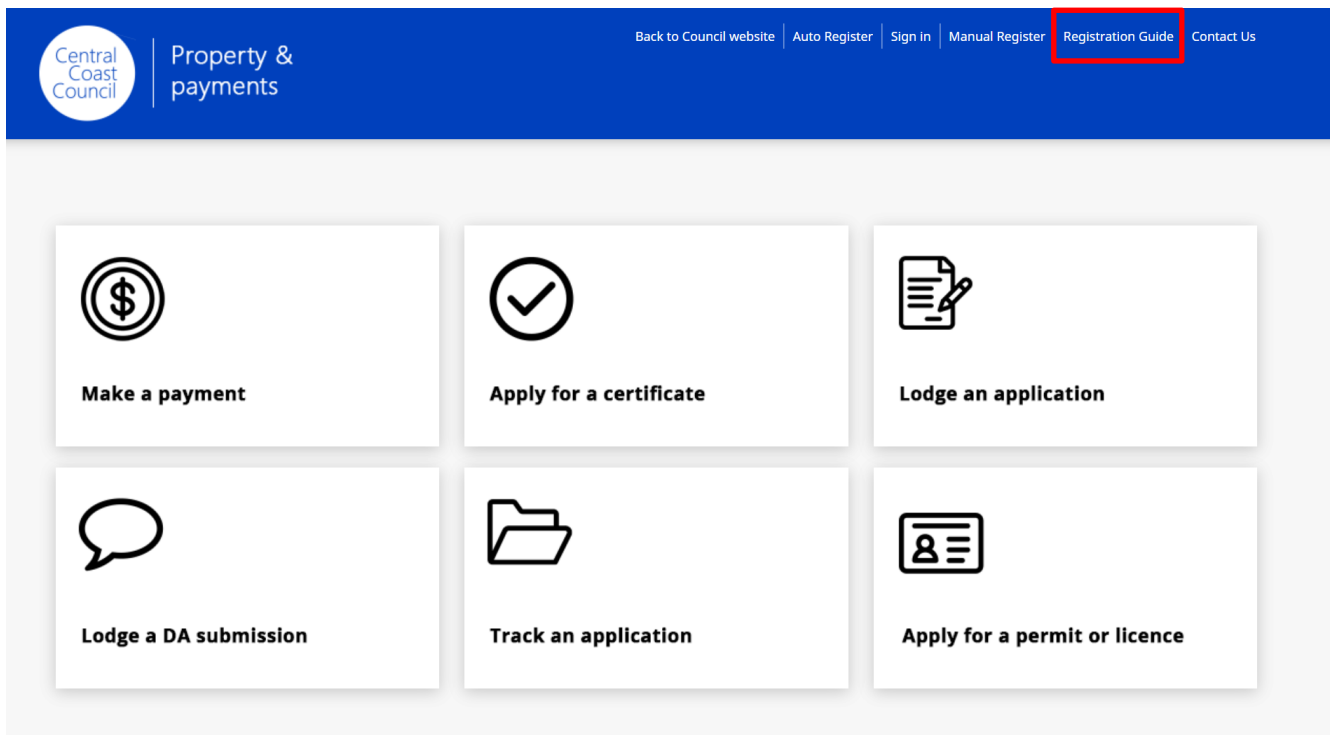 Central
Coast
Council
Property &
payments
Back to Council website Auto Register Sign in Manual Register Registration Guide Contact Us
$
Make a payment
Apply for a certificate
Lodge an application
Lodge a DA submission
Track an application
Apply for a permit or licence